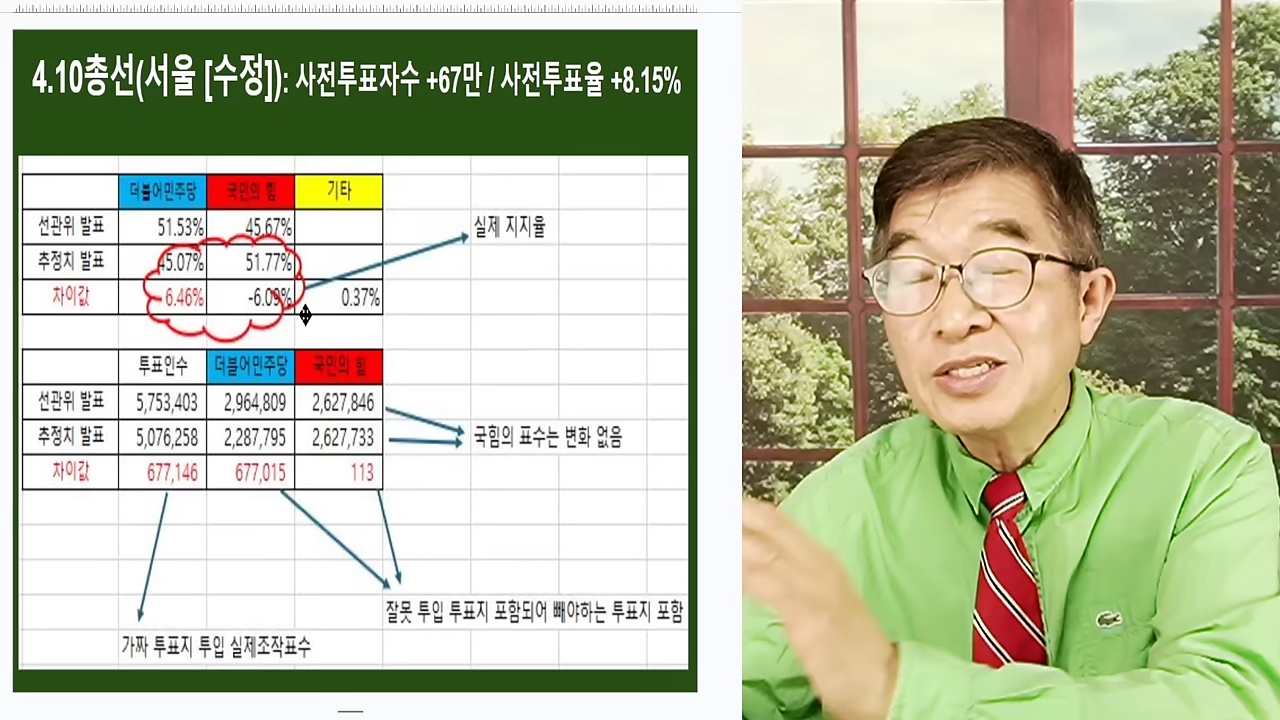 4.10총선(서울 [수정]): 사전투표자수 +67만 / 사전투표율 +8.15%
더불어민주당 국민의 힘 기타
선관위 발표 51.53% 45.67%
실제 지지율
추정치 발표 45.07% 51.77%
차이값 6.46% -6.09% 0.37%
투표인수 더불어민주당 국민의 힘
선관위 발표 5,753,403 2,964,809 2,627,846
추정치 발표 5,076,258 2,287,795 2,627,733
국힘의 표수는 변화 없음
차이값 677,146 677,015 113
잘못 투입 투표지 포함되어 빼야하는 투표지 포함
가짜 투표지 투입 실제조작표수